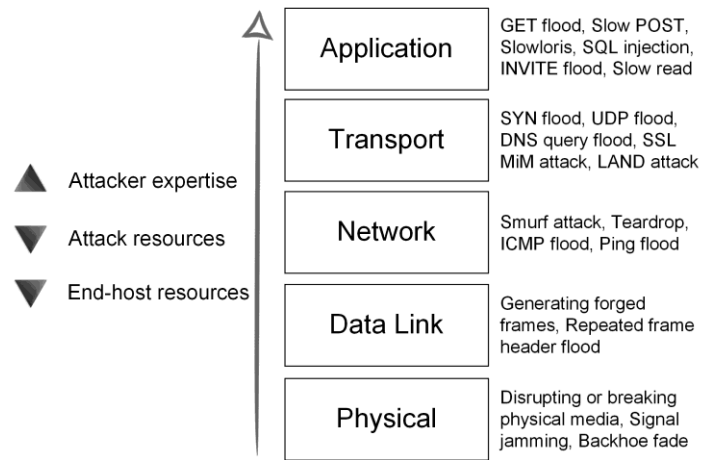 Application
GET flood, Slow POST,
Slowloris, SQL injection,
INVITE flood, Slow read
Transport
SYN flood, UDP flood,
DNS query flood, SSL
MiM attack, LAND attack
Attacker expertise
Attack resources
End-host resources
Network
Smurf attack, Teardrop,
ICMP flood, Ping flood
Data Link
Generating forged
frames, Repeated frame
header flood
Physical
Disrupting or breaking
physical media, Signal
jamming, Backhoe fade